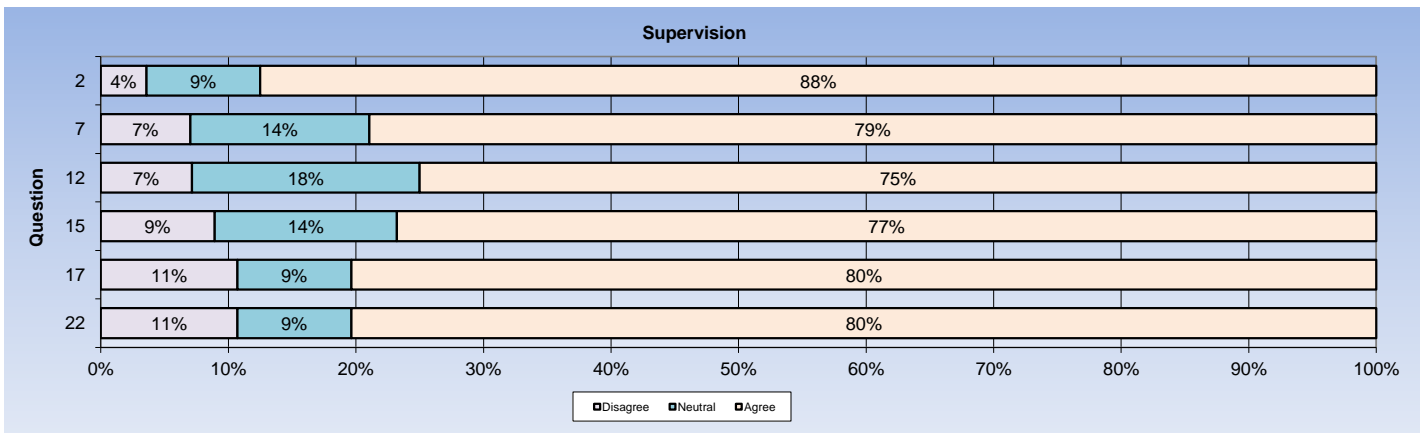 Supervision
2 4% 9% 88%
7 7% 14% 79%
12 7% 18% 75%
15 9% 14% 77%
17 11% 9% 80%
22 11% 9% 80%
Question
0% 10% 20% 30% 40% 50% 60% 70% 80% 90% 100%
Disagree Neutral Agree